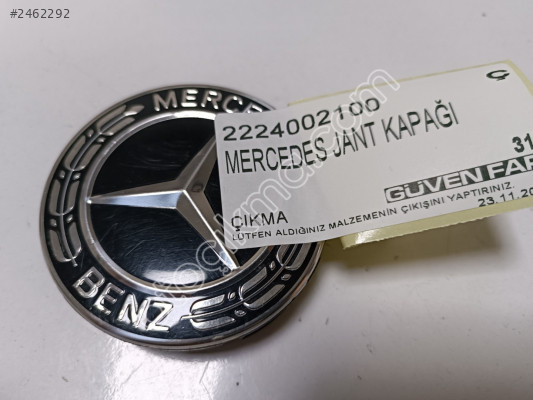 #2462292
MERCE
BENZ
Ç
2224002100
MERCEDES JANT KAPAĞI
31
GÜVEN FAR
ÇIKMA
LÜTFEN ALDIĞINIZ MALZEMENİN ÇIKIŞINI YAPTIRINIZ.
23.11.20